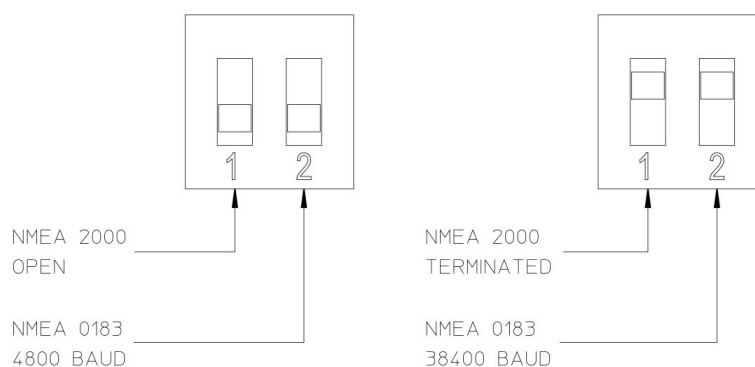 1 2
NMEA 2000
OPEN
NMEA 0183
4800 BAUD
1 2
NMEA 2000
TERMINATED
NMEA 0183
38400 BAUD